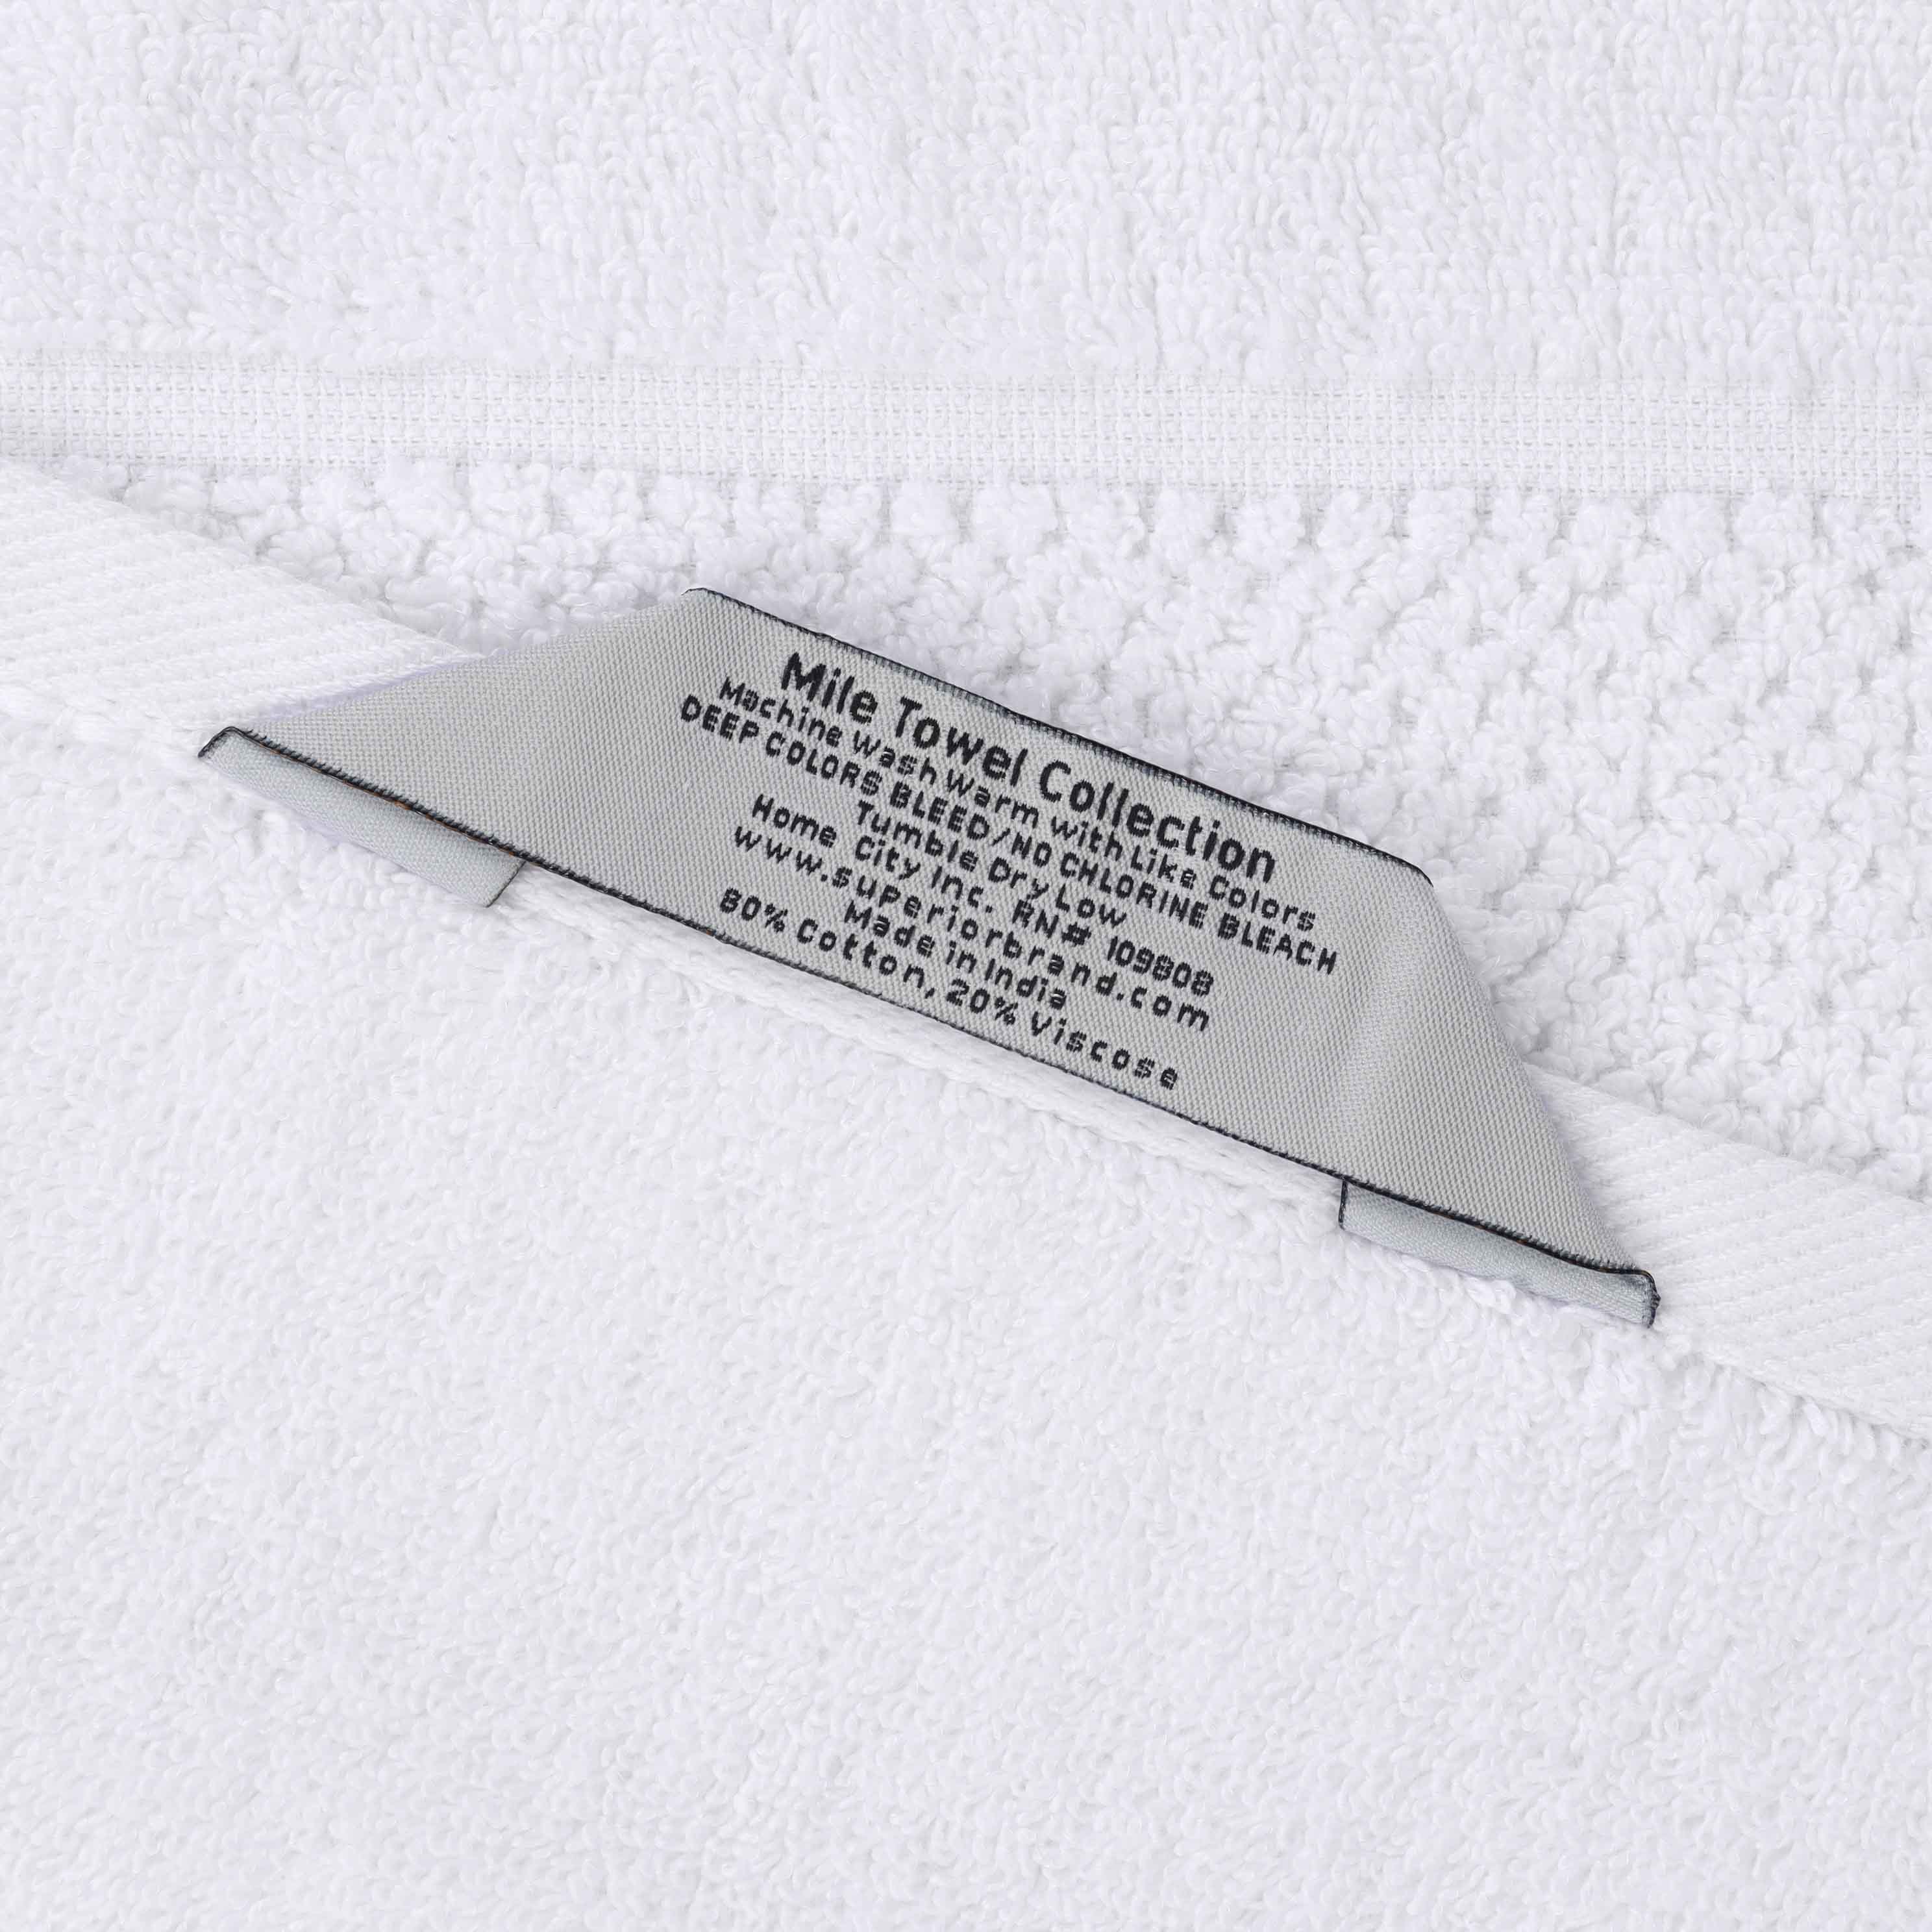 Mile Towel Collection
Machine Wash Warm with Like Colors
DEEP COLORS BLEED/NO CHLORINE BLEACH
Tumble Dry Low
Home City Inc. RN# 109808
www.superiorbrand.com
Made in India
80% Cotton, 20% Viscose